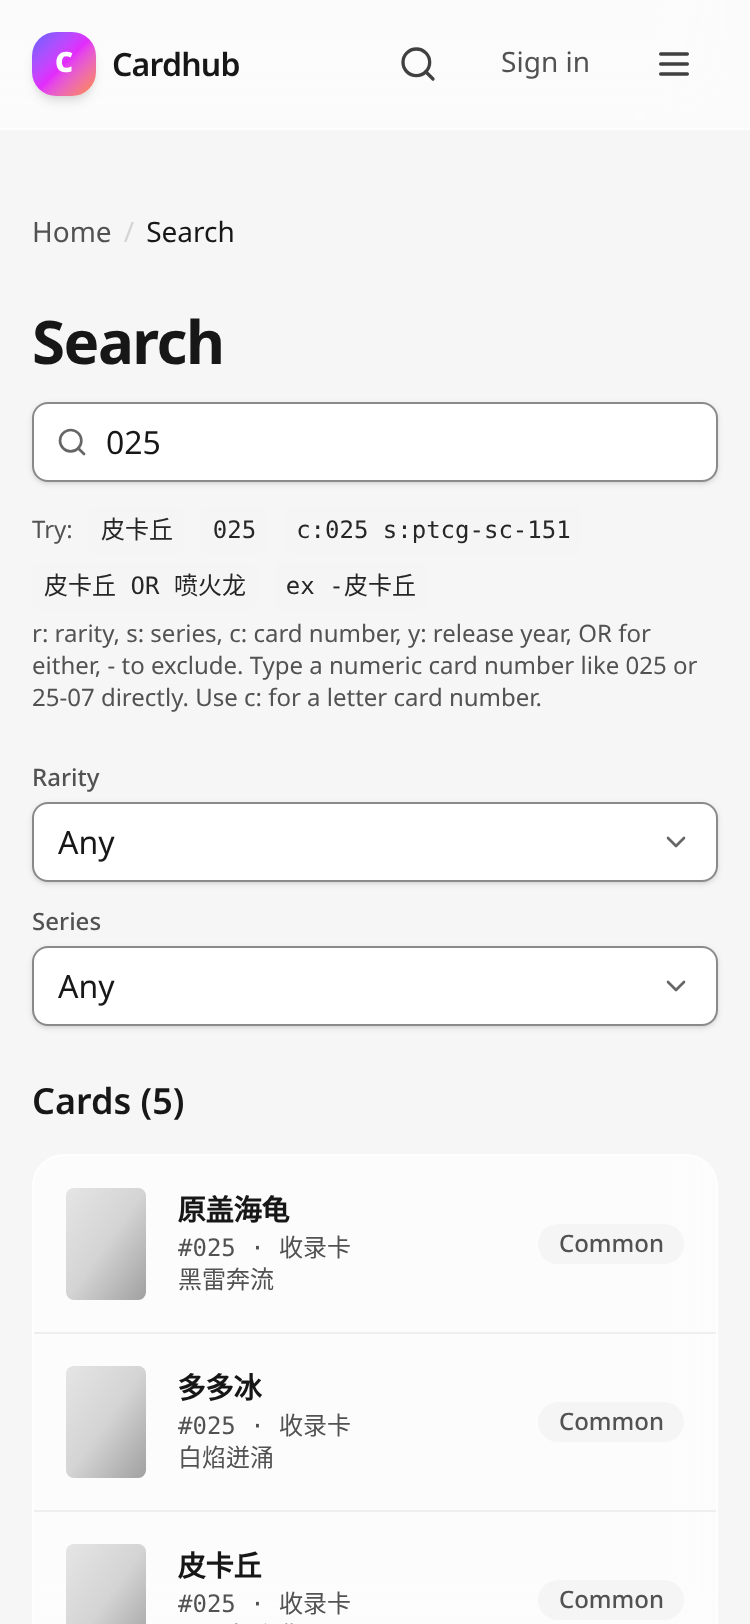 C Cardhub Sign in
Home / Search
Search
025
Try: 皮卡丘 025 c:025 s:ptcg-sc-151
皮卡丘 OR 喷火龙 ex -皮卡丘
r: rarity, s: series, c: card number, y: release year, OR for
either, - to exclude. Type a numeric card number like 025 or
25-07 directly. Use c: for a letter card number.
Rarity
Any
Series
Any
Cards (5)
原盖海龟
#025 · 收录卡
黑雷奔流
Common
多多冰
#025 · 收录卡
白焰迸涌
Common
皮卡丘
#025 · 收录卡
Common